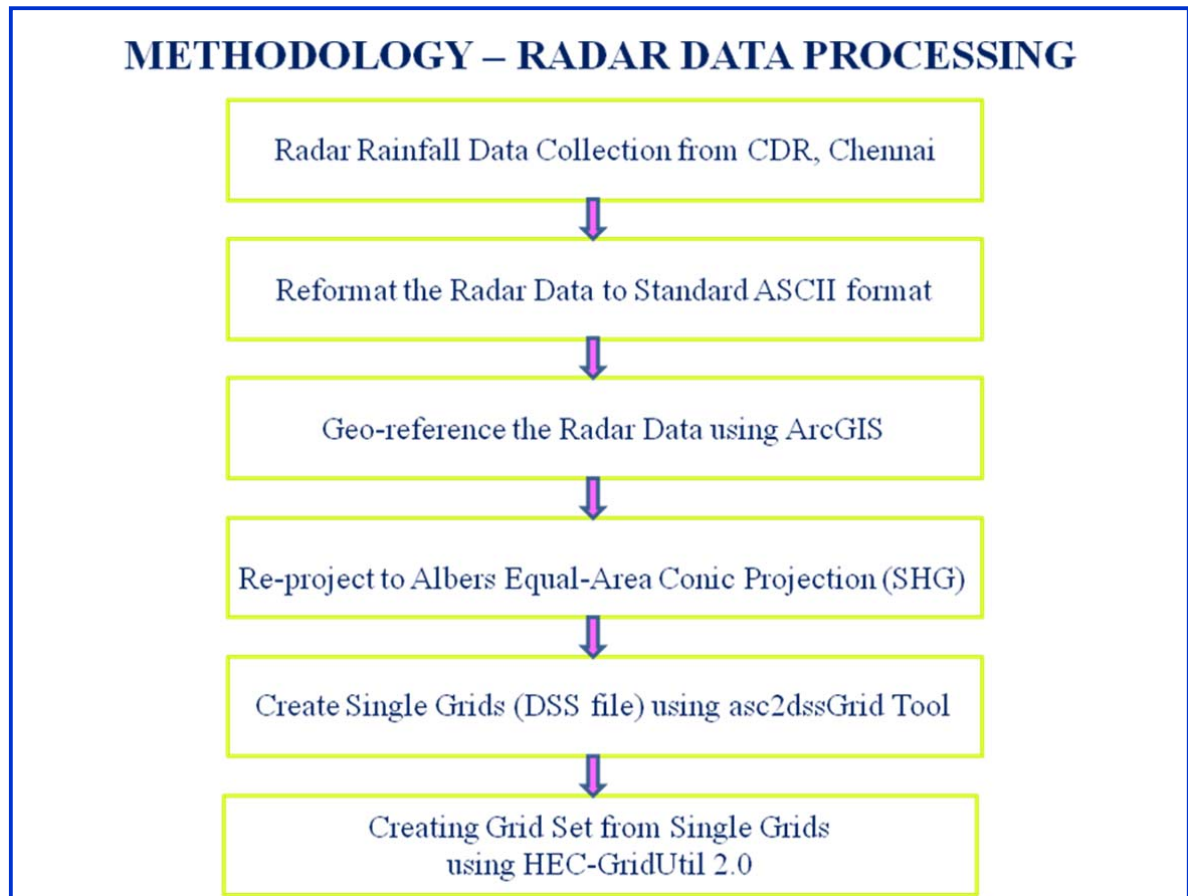 METHODOLOGY – RADAR DATA PROCESSING
Radar Rainfall Data Collection from CDR, Chennai
Reformat the Radar Data to Standard ASCII format
Geo-reference the Radar Data using ArcGIS
Re-project to Albers Equal-Area Conic Projection (SHG)
Create Single Grids (DSS file) using asc2dssGrid Tool
Creating Grid Set from Single Grids
using HEC-GridUtil 2.0